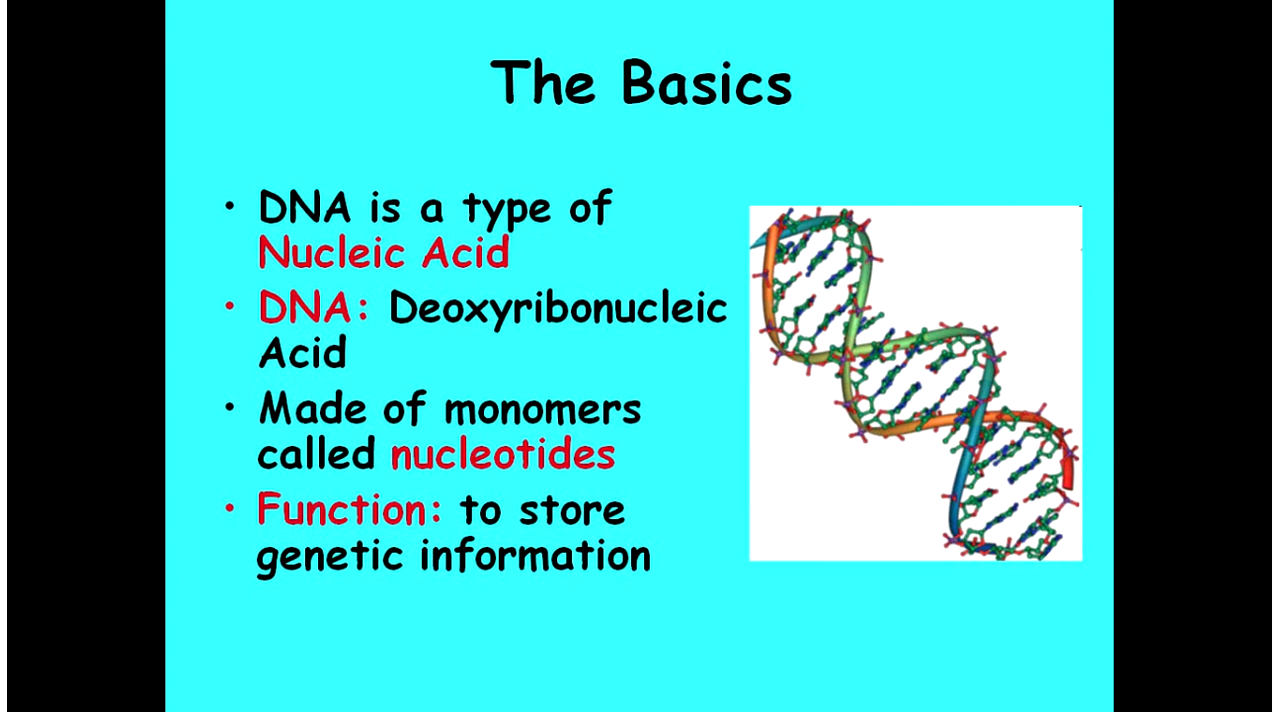 The Basics
• DNA is a type of
Nucleic Acid
• DNA: Deoxyribonucleic
Acid
• Made of monomers
called nucleotides
• Function: to store
genetic information